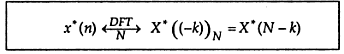 x*(n) ⟷[DFT / N] X*((-k))_N = X*(N - k)